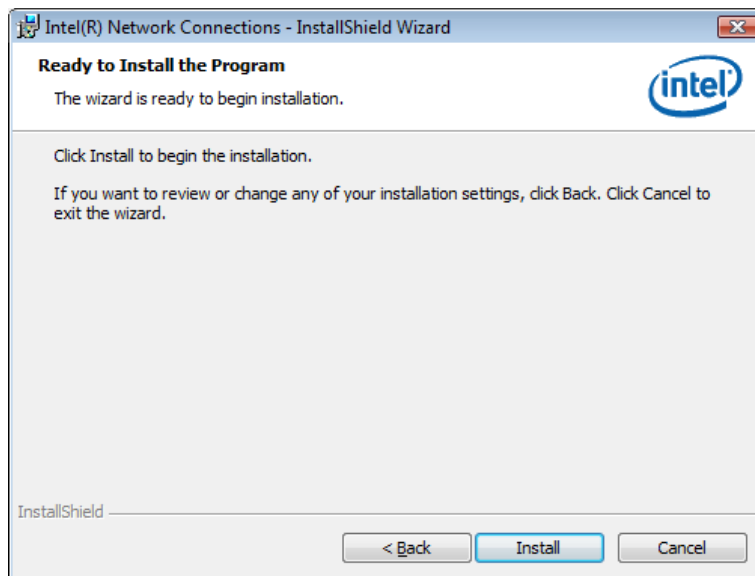 Intel(R) Network Connections - InstallShield Wizard
Ready to Install the Program
The wizard is ready to begin installation.
intel
Click Install to begin the installation.
If you want to review or change any of your installation settings, click Back. Click Cancel to
exit the wizard.
InstallShield
< Back
Install
Cancel